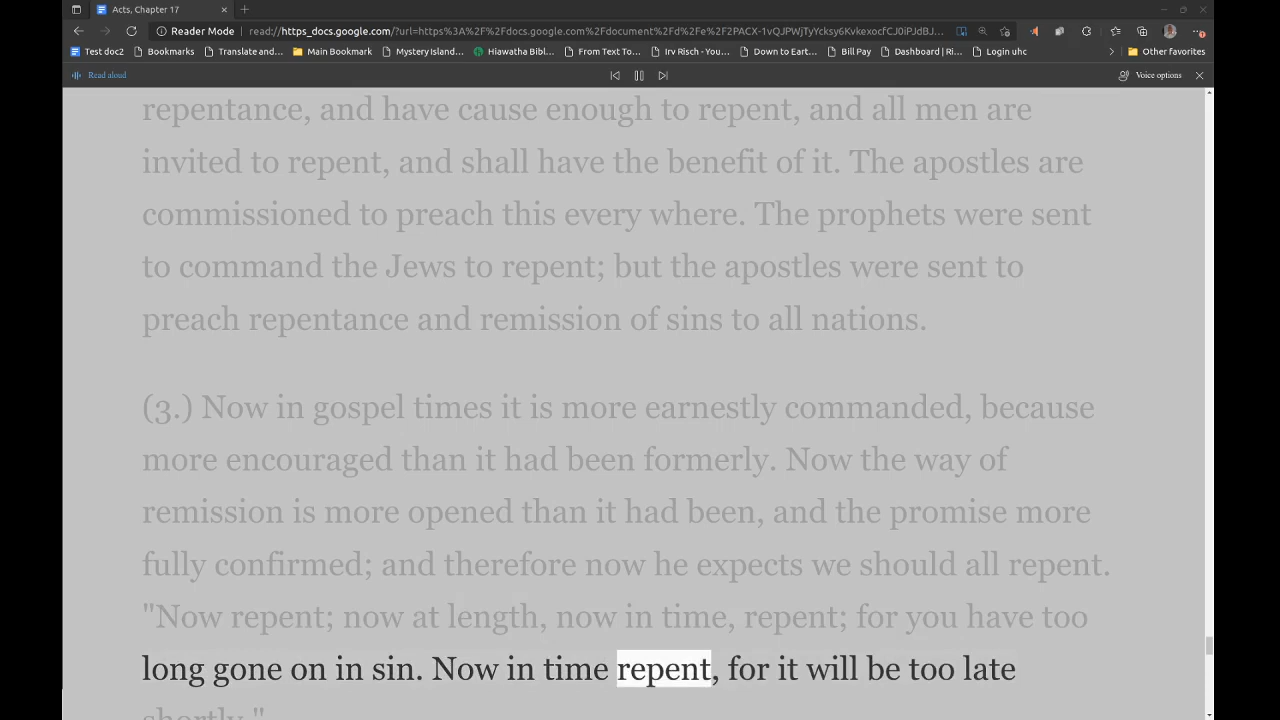 Acts, Chapter 17
Reader Mode
read://https_docs.google.com/?url=https%3A%2F%2Fdocs.google.com%2Fdocument%2Fd%2Fe%2F2PACX-1vQJPWjTyYcksy6KvkexocfCJ0iPJdBJ...
Test doc2 Bookmarks Translate and... Main Bookmark Mystery Island... Hiawatha Bibl... From Text To... Irv Risch - You... Down to Eart... Bill Pay Dashboard | Ri... Login uhc Other favorites
Read aloud Voice options
repentance, and have cause enough to repent, and all men are
invited to repent, and shall have the benefit of it. The apostles are
commissioned to preach this every where. The prophets were sent
to command the Jews to repent; but the apostles were sent to
preach repentance and remission of sins to all nations.
(3.) Now in gospel times it is more earnestly commanded, because
more encouraged than it had been formerly. Now the way of
remission is more opened than it had been, and the promise more
fully confirmed; and therefore now he expects we should all repent.
"Now repent; now at length, now in time, repent; for you have too
long gone on in sin. Now in time repent, for it will be too late
shortly."